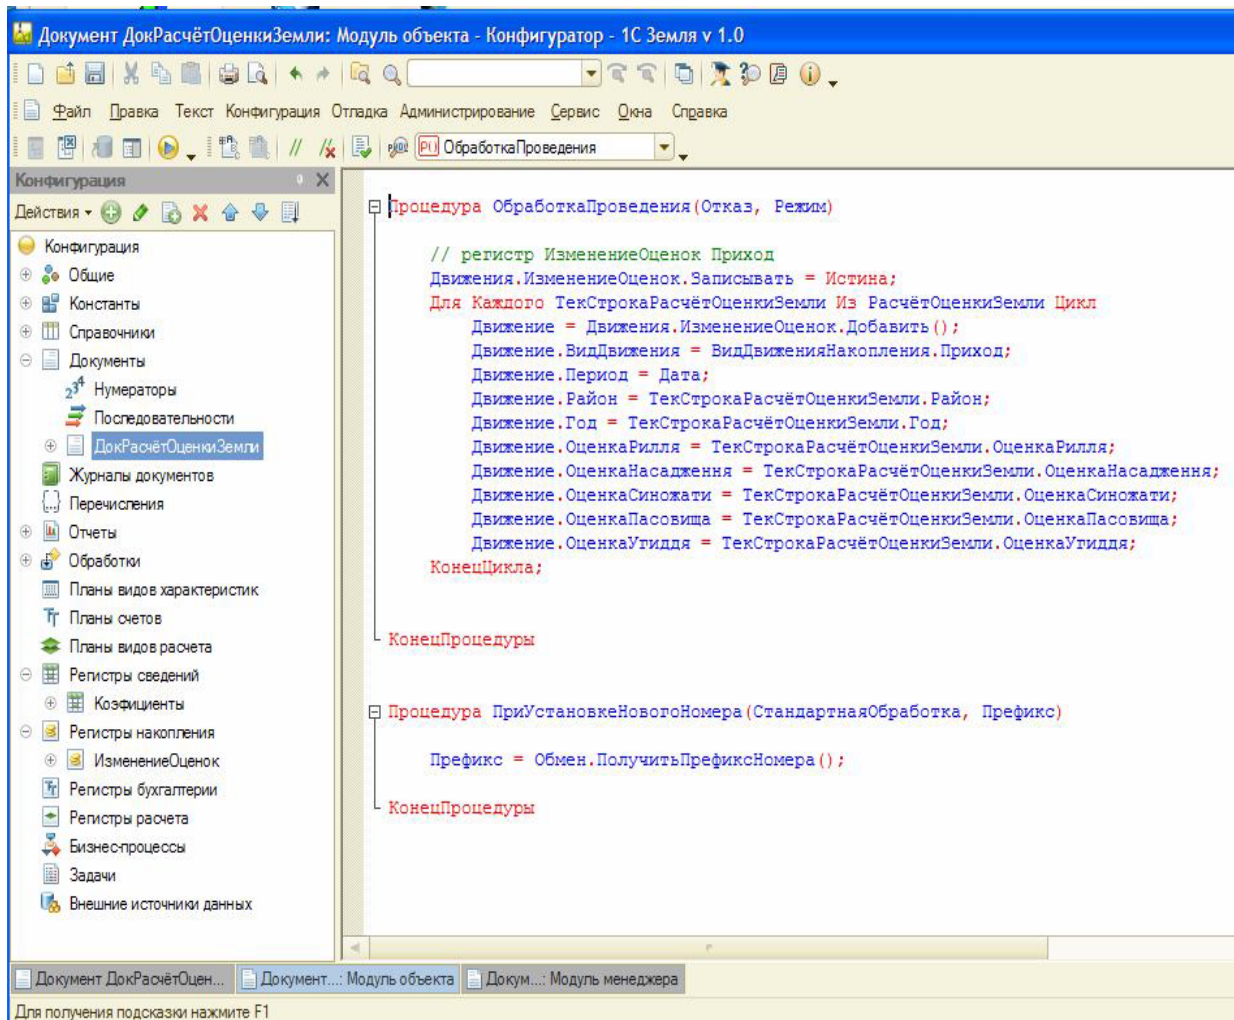 Документ ДокРасчётОценкиЗемли: Модуль объекта - Конфигуратор - 1С Земля v 1.0
Файл Правка Текст Конфигурация Отладка Администрирование Сервис Окна Справка
ОбработкаПроведения
Конфигурация
Действия
Конфигурация
Общие
Константы
Справочники
Документы
Нумераторы
Последовательности
ДокРасчётОценкиЗемли
Журналы документов
Перечисления
Отчеты
Обработки
Планы видов характеристик
Планы счетов
Планы видов расчета
Регистры сведений
Коэфициенты
Регистры накопления
ИзменениеОценок
Регистры бухгалтерии
Регистры расчета
Бизнес-процессы
Задачи
Внешние источники данных
Процедура ОбработкаПроведения(Отказ, Режим)
// регистр ИзменениеОценок Приход
Движения.ИзменениеОценок.Записывать = Истина;
Для Каждого ТекСтрокаРасчётОценкиЗемли Из РасчётОценкиЗемли Цикл
Движение = Движения.ИзменениеОценок.Добавить();
Движение.ВидДвижения = ВидДвиженияНакопления.Приход;
Движение.Период = Дата;
Движение.Район = ТекСтрокаРасчётОценкиЗемли.Район;
Движение.Год = ТекСтрокаРасчётОценкиЗемли.Год;
Движение.ОценкаРилля = ТекСтрокаРасчётОценкиЗемли.ОценкаРилля;
Движение.ОценкаНасадження = ТекСтрокаРасчётОценкиЗемли.ОценкаНасадження;
Движение.ОценкаСиножати = ТекСтрокаРасчётОценкиЗемли.ОценкаСиножати;
Движение.ОценкаПасовища = ТекСтрокаРасчётОценкиЗемли.ОценкаПасовища;
Движение.ОценкаУгиддя = ТекСтрокаРасчётОценкиЗемли.ОценкаУгиддя;
КонецЦикла;
КонецПроцедуры
Процедура ПриУстановкеНовогоНомера(СтандартнаяОбработка, Префикс)
Префикс = Обмен.ПолучитьПрефиксНомера();
КонецПроцедуры
Документ ДокРасчётОцен... Документ...: Модуль объекта Докум...: Модуль менеджера
Для получения подсказки нажмите F1